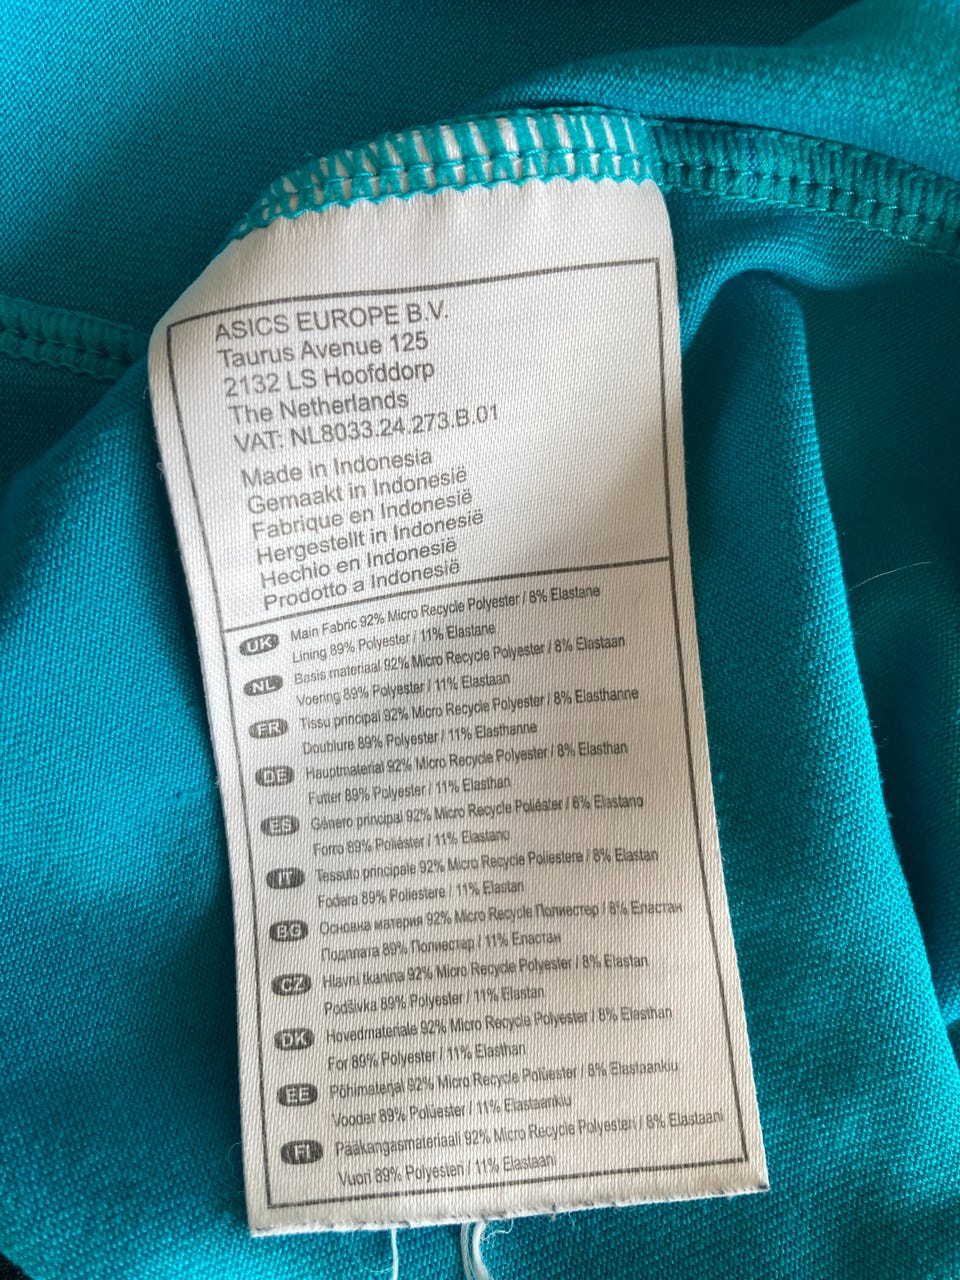 ASICS EUROPE B.V.
Taurus Avenue 125
2132 LS Hoofddorp
The Netherlands
VAT: NL8033.24.273.B.01
Made in Indonesia
Gemaakt in Indonesië
Fabrique en Indonesië
Hergestellt in Indonesië
Hechio en Indonesië
Prodotto a Indonesië
UK Main Fabric 92% Micro Recycle Polyester / 8% Elastane
Lining 89% Polyester / 11% Elastane
NL Basis materiaal 92% Micro Recycle Polyester / 8% Elastaan
Voering 89% Polyester / 11% Elastaan
FR Tissu principal 92% Micro Recycle Polyester / 8% Elasthanne
Doublure 89% Polyester / 11% Elasthanne
DE Hauptmaterial 92% Micro Recycle Polyester / 8% Elasthan
Futter 89% Polyester / 11% Elasthan
ES Género principal 92% Micro Recycle Poliéster / 8% Elastano
Forro 89% Poliéster / 11% Elastano
IT Tessuto principale 92% Micro Recycle Poliestere / 8% Elastan
Fodera 89% Poliestere / 11% Elastan
BG Основна материя 92% Micro Recycle Полиестер / 8% Еластан
Подплата 89% Полиестер / 11% Еластан
CZ Hlavní tkanina 92% Micro Recycle Polyester / 8% Elastan
Podšívka 89% Polyester / 11% Elastan
DK Hovedmateriale 92% Micro Recycle Polyester / 8% Elasthan
For 89% Polyester / 11% Elasthan
EE Põhimaterjal 92% Micro Recycle Polüester / 8% Elastaankiu
Vooder 89% Polüester / 11% Elastaankiu
FI Pääkangasmateriaali 92% Micro Recycle Polyesteri / 8% Elastaani
Vuori 89% Polyesteri / 11% Elastaani